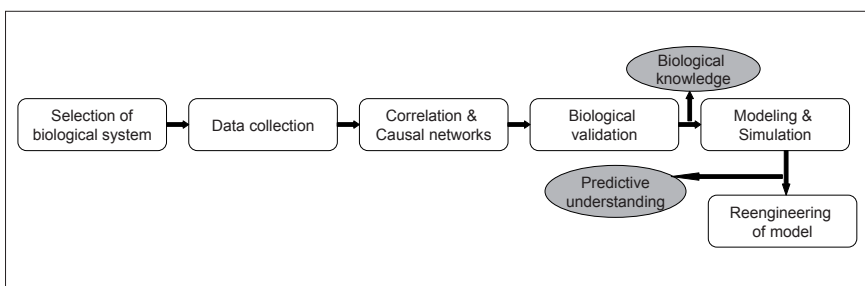 Biological
knowledge
Selection of
biological system
Data collection
Correlation &
Causal networks
Biological
validation
Modeling &
Simulation
Predictive
understanding
Reengineering
of model